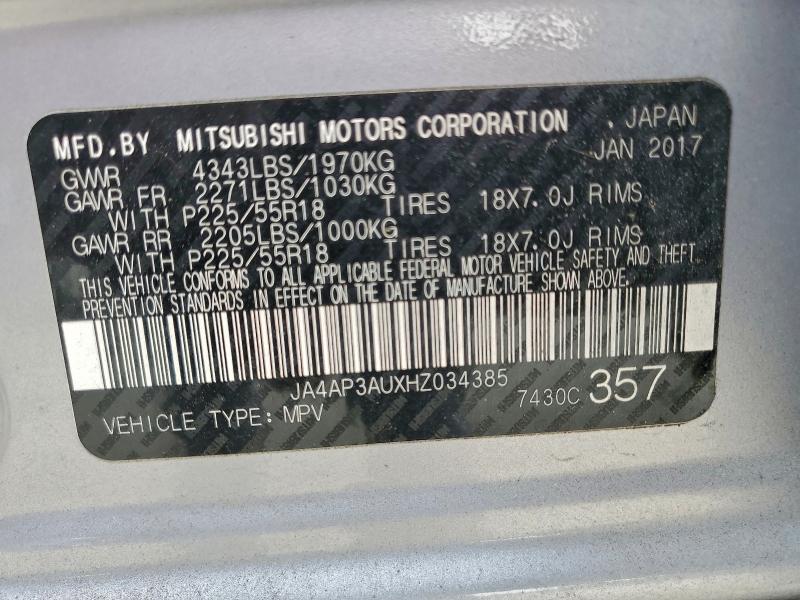 MFD. BY MITSUBISHI MOTORS CORPORATION . JAPAN
GVWR 4343LBS/1970KG JAN 2017
GAWR FR 2271LBS/1030KG
WITH P225/55R18 TIRES 18X7.0J RIMS
GAWR RR 2205LBS/1000KG
WITH P225/55R18 TIRES 18X7.0J RIMS
THIS VEHICLE CONFORMS TO ALL APPLICABLE FEDERAL MOTOR VEHICLE SAFETY AND THEFT
PREVENTION STANDARDS IN EFFECT ON THE DATE OF MANUFACTURE SHOWN ABOVE.
JA4AP3AUXHZ034385 7430C 357
VEHICLE TYPE: MPV